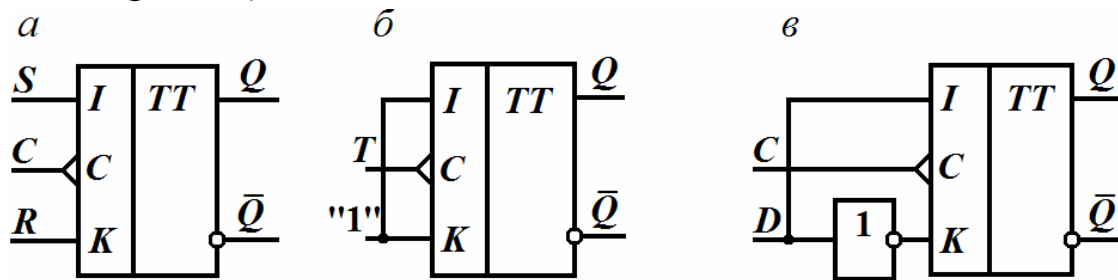 а б в
S I TT Q
C C
R K Q̅
I TT Q
T C
"1" K Q̅
I TT Q
C C
D 1 K Q̅